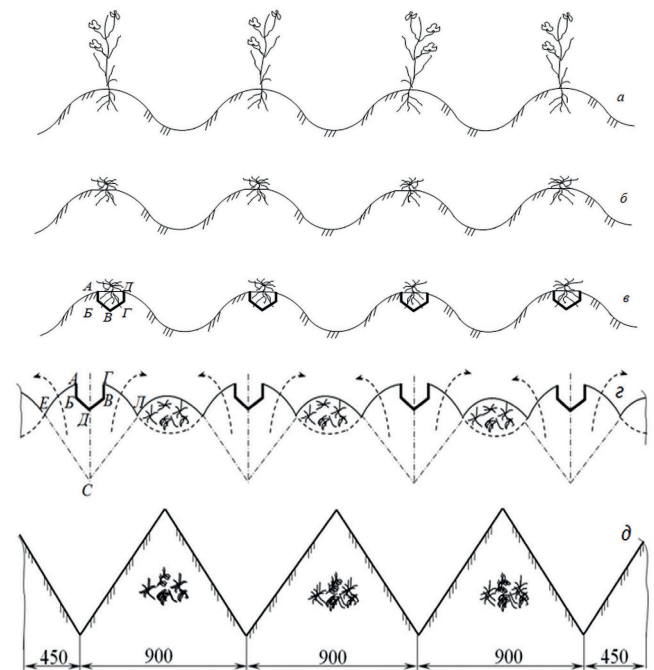 а
б
А Д в
Б В Г
А Г
Е Б В Л г
Д
С
д
450 900 900 900 450